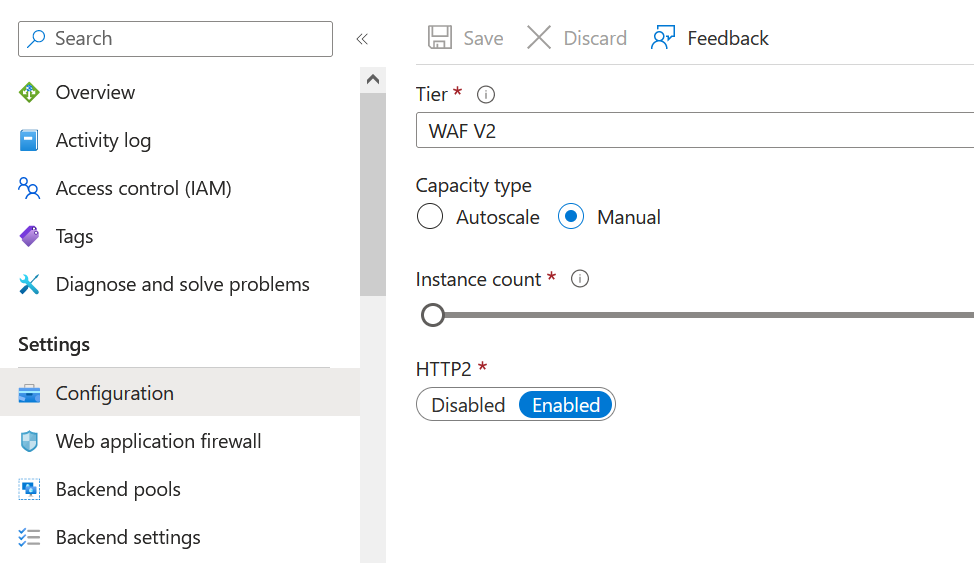 Search
Overview
Activity log
Access control (IAM)
Tags
Diagnose and solve problems
Settings
Configuration
Web application firewall
Backend pools
Backend settings
Save Discard Feedback
Tier *
WAF V2
Capacity type
Autoscale Manual
Instance count *
HTTP2 *
Disabled Enabled